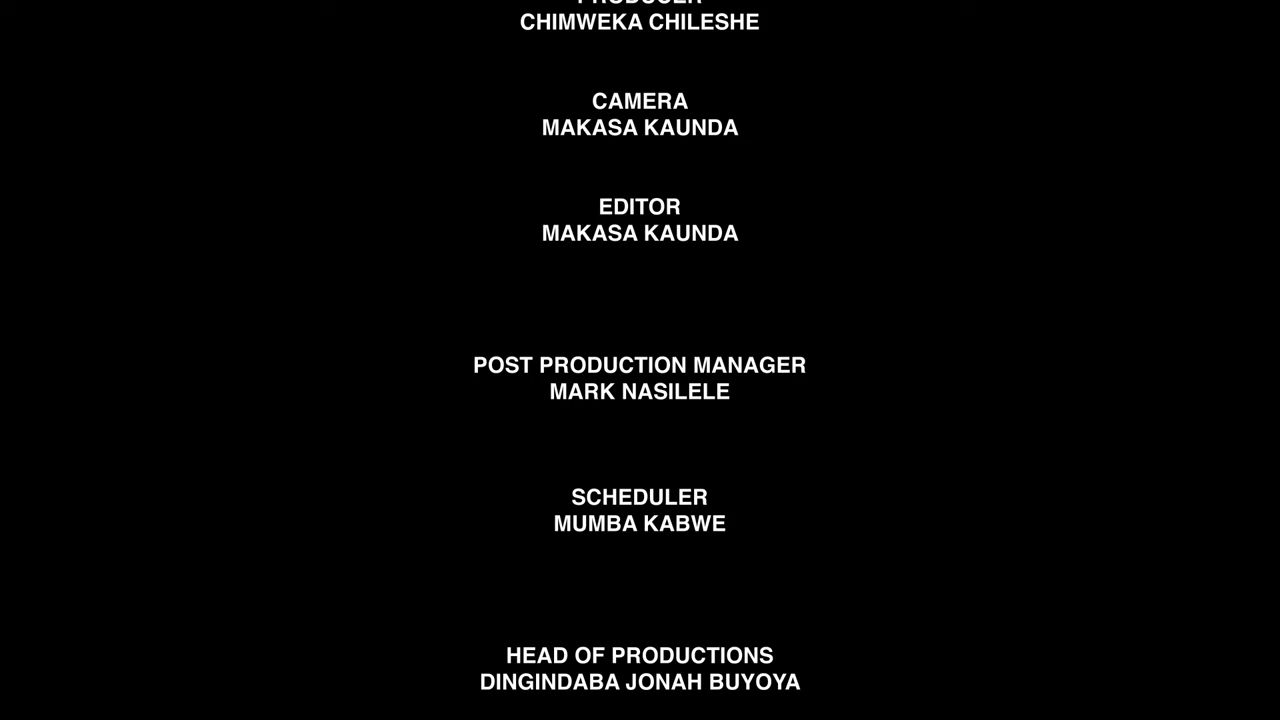 PRODUCER
CHIMWEKA CHILESHE
CAMERA
MAKASA KAUNDA
EDITOR
MAKASA KAUNDA
POST PRODUCTION MANAGER
MARK NASILELE
SCHEDULER
MUMBA KABWE
HEAD OF PRODUCTIONS
DINGINDABA JONAH BUYOYA